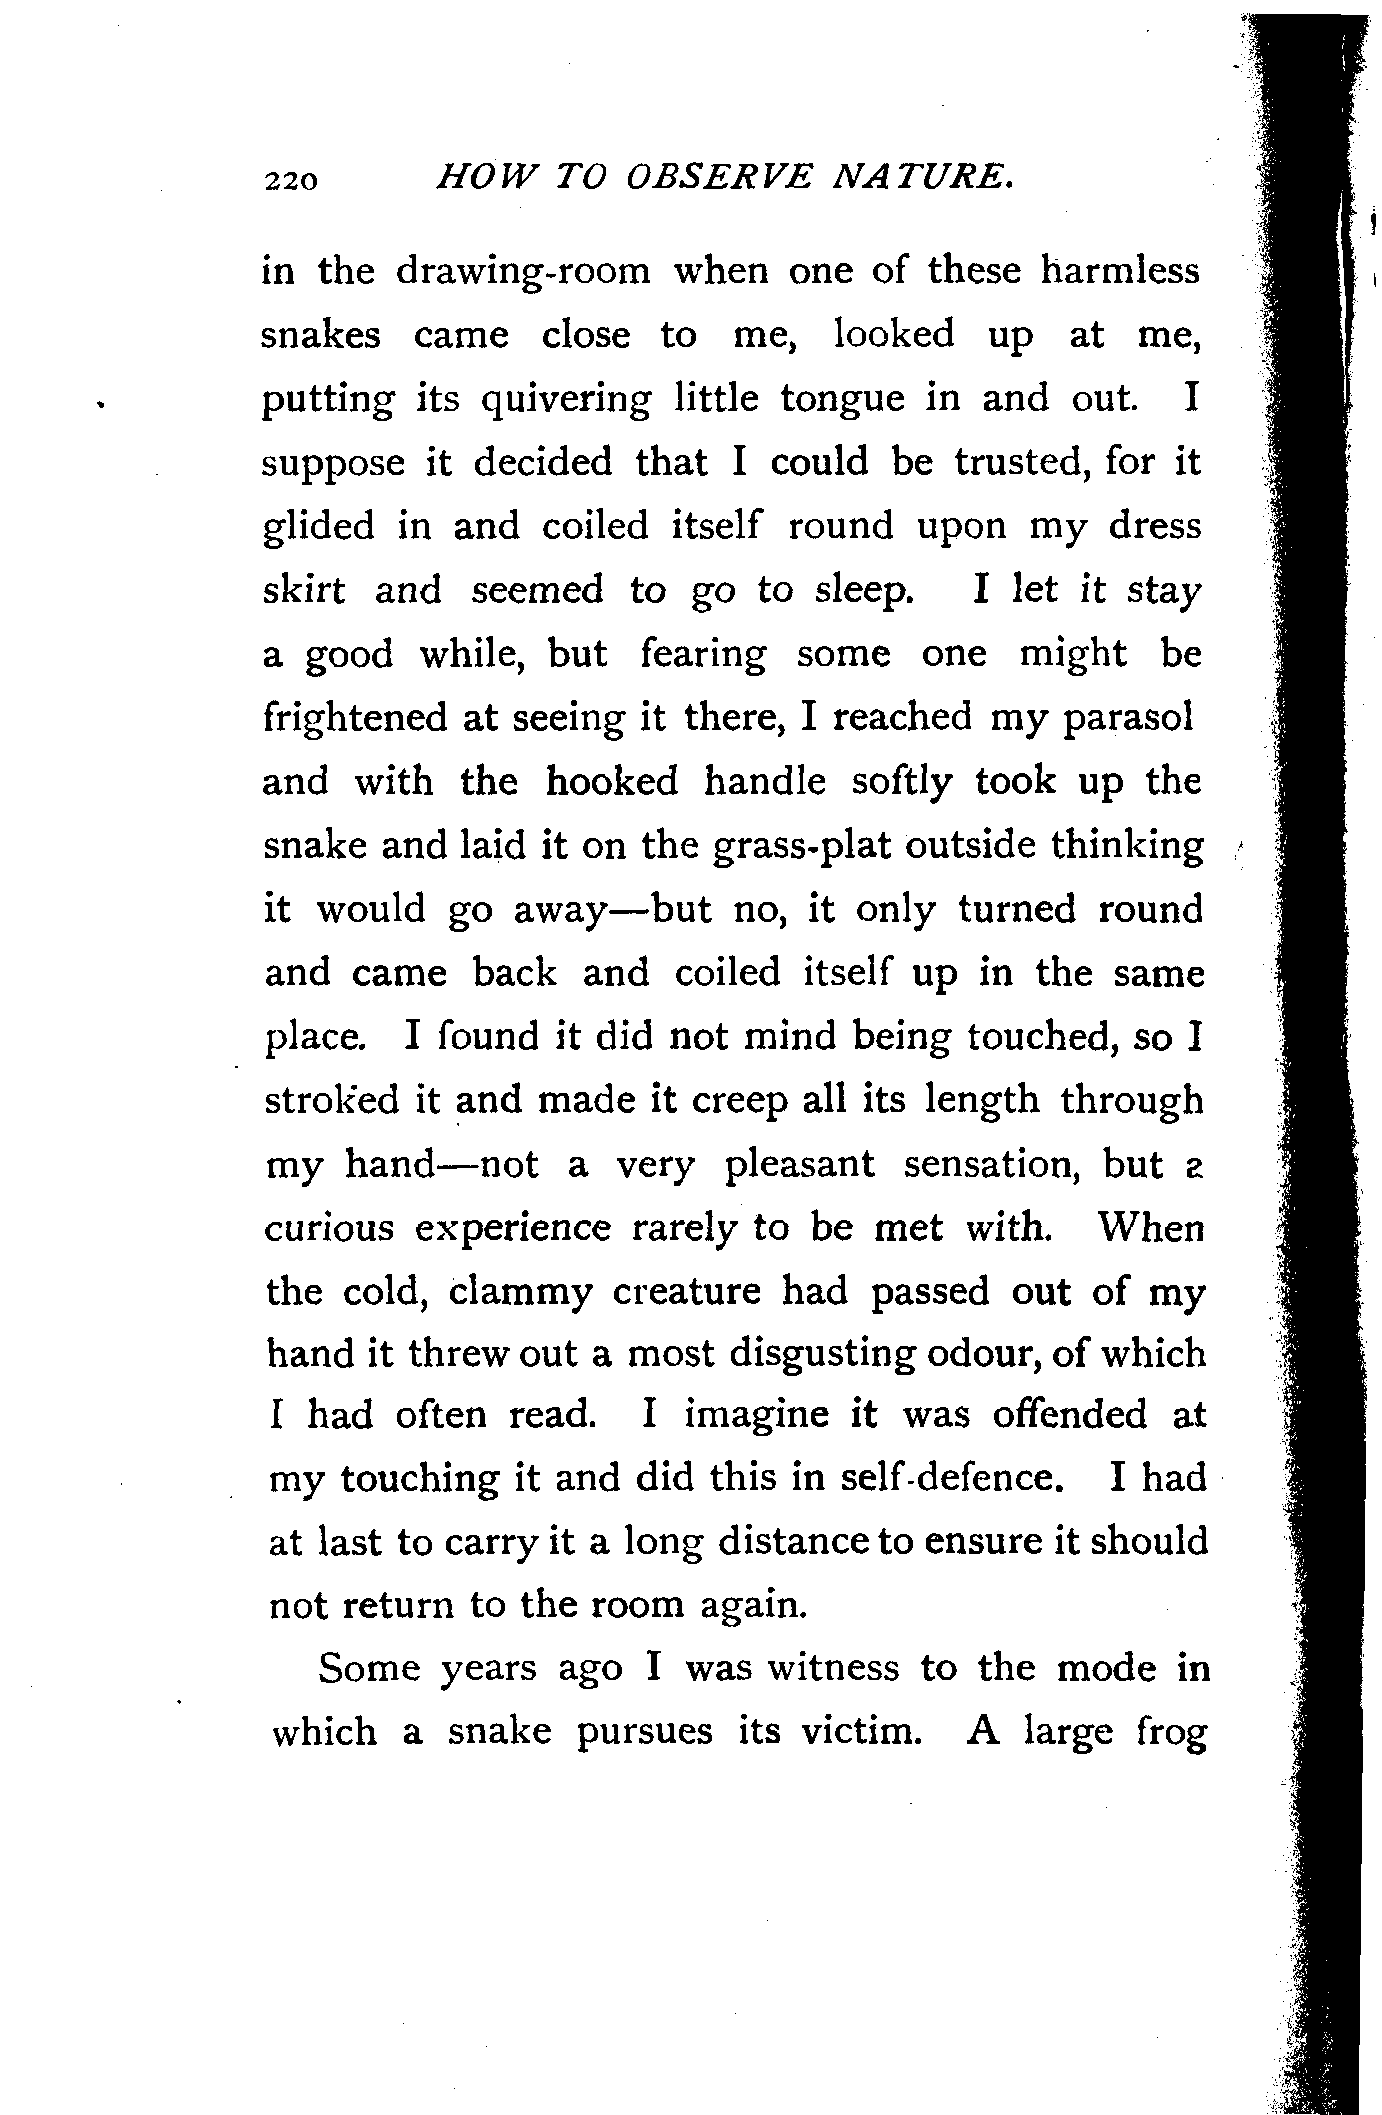 220 HOW TO OBSERVE NATURE.
in the drawing-room when one of these harmless
snakes came close to me, looked up at me,
putting its quivering little tongue in and out. I
suppose it decided that I could be trusted, for it
glided in and coiled itself round upon my dress
skirt and seemed to go to sleep. I let it stay
a good while, but fearing some one might be
frightened at seeing it there, I reached my parasol
and with the hooked handle softly took up the
snake and laid it on the grass-plat outside thinking
it would go away—but no, it only turned round
and came back and coiled itself up in the same
place. I found it did not mind being touched, so I
stroked it and made it creep all its length through
my hand—not a very pleasant sensation, but a
curious experience rarely to be met with. When
the cold, clammy creature had passed out of my
hand it threw out a most disgusting odour, of which
I had often read. I imagine it was offended at
my touching it and did this in self-defence. I had
at last to carry it a long distance to ensure it should
not return to the room again.
Some years ago I was witness to the mode in
which a snake pursues its victim. A large frog